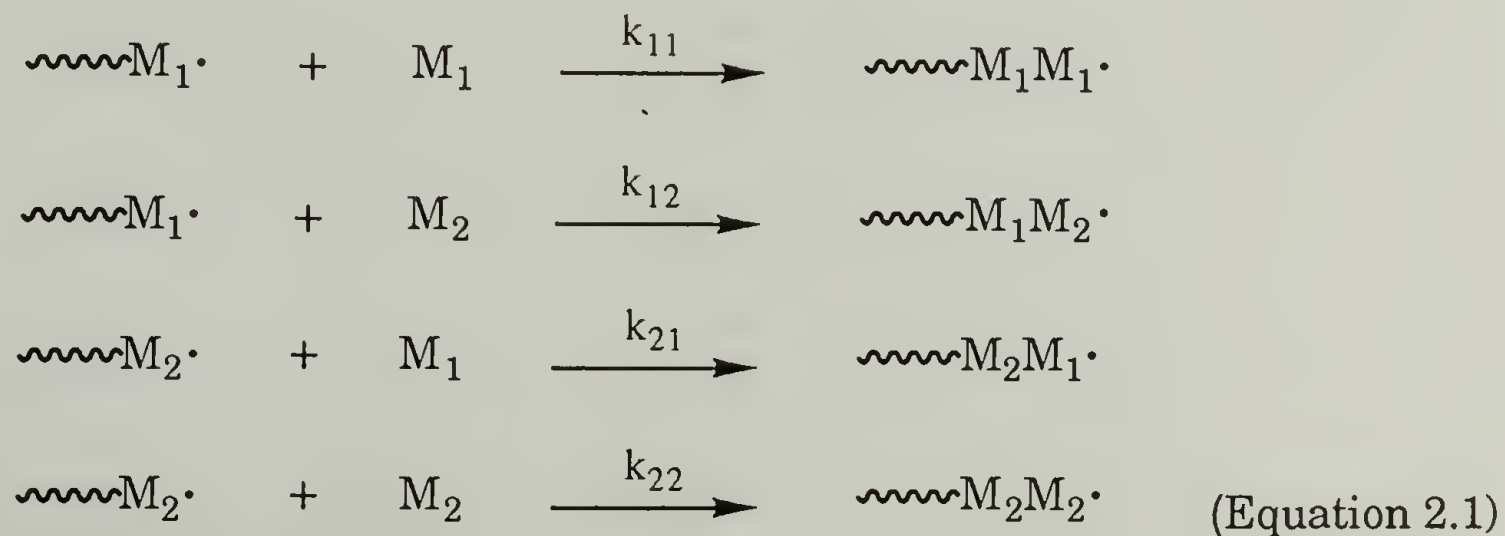 M₁· + M₁ k₁₁ M₁M₁·
M₁· + M₂ k₁₂ M₁M₂·
M₂· + M₁ k₂₁ M₂M₁·
M₂· + M₂ k₂₂ M₂M₂· (Equation 2.1)